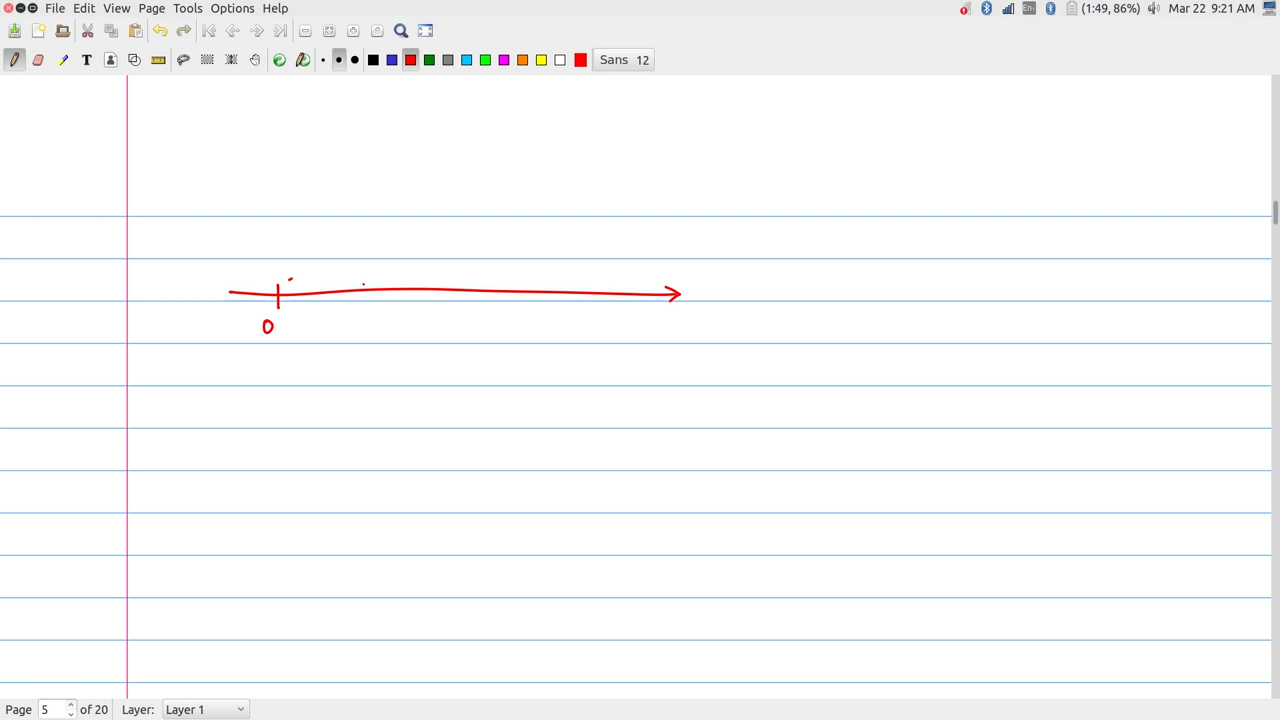 File Edit View Page Tools Options Help En (1:49, 86%) Mar 22 9:21 AM
T Sans 12
0
Page 5 of 20 Layer: Layer 1